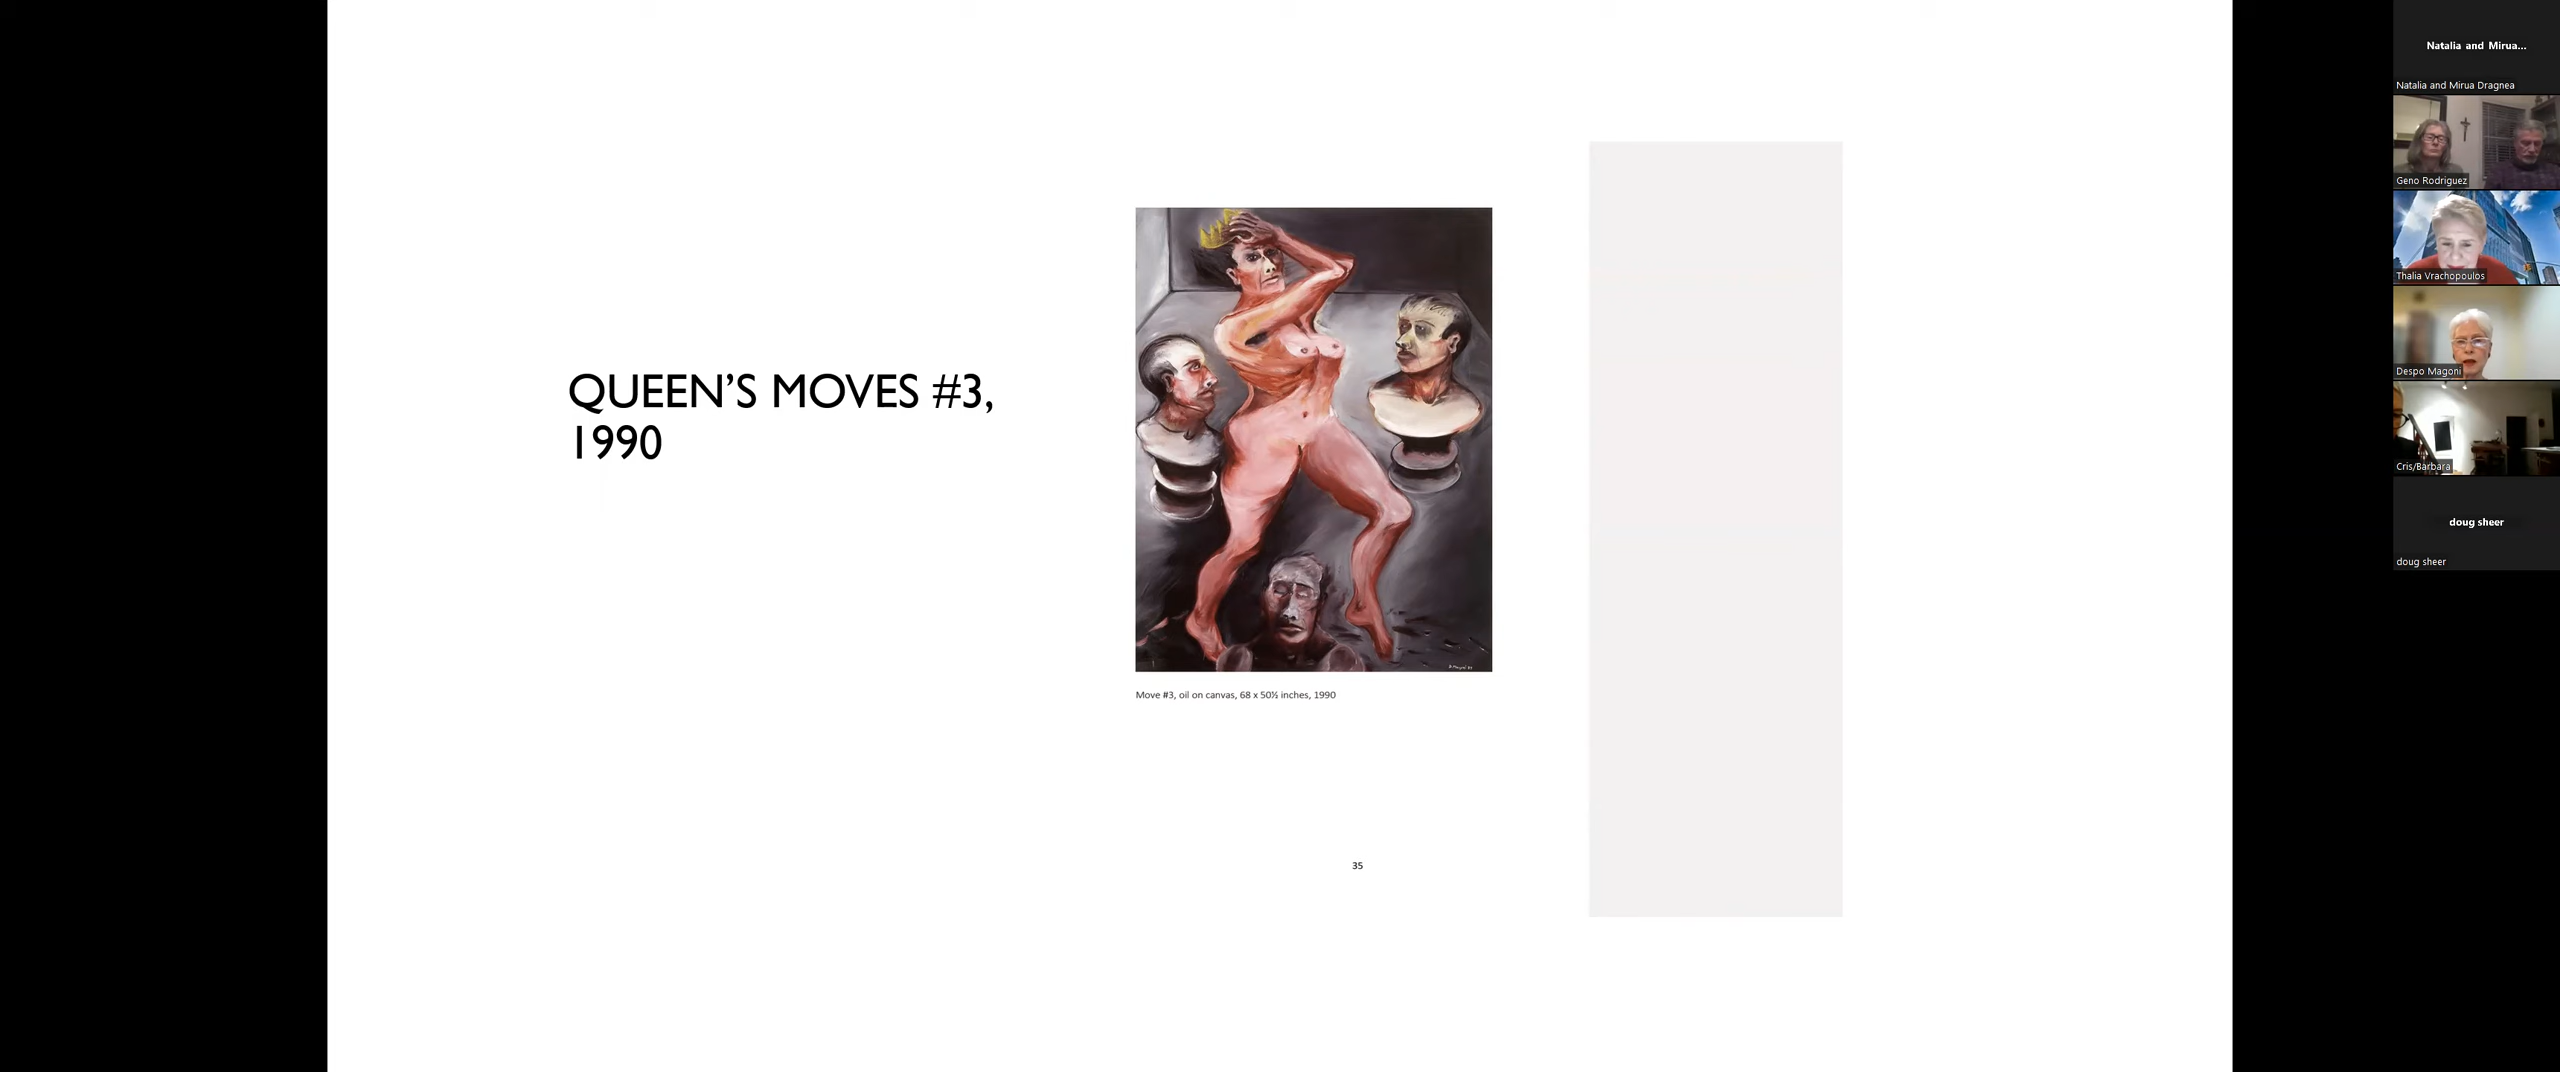 QUEEN’S MOVES #3,
1990
Move #3, oil on canvas, 68 x 50½ inches, 1990
35
Natalia and Mirua...
Natalia and Mirua Dragnea
Geno Rodriguez
Thalia Vrachopoulos
Despo Magoni
Cris/Barbara
doug sheer
doug sheer